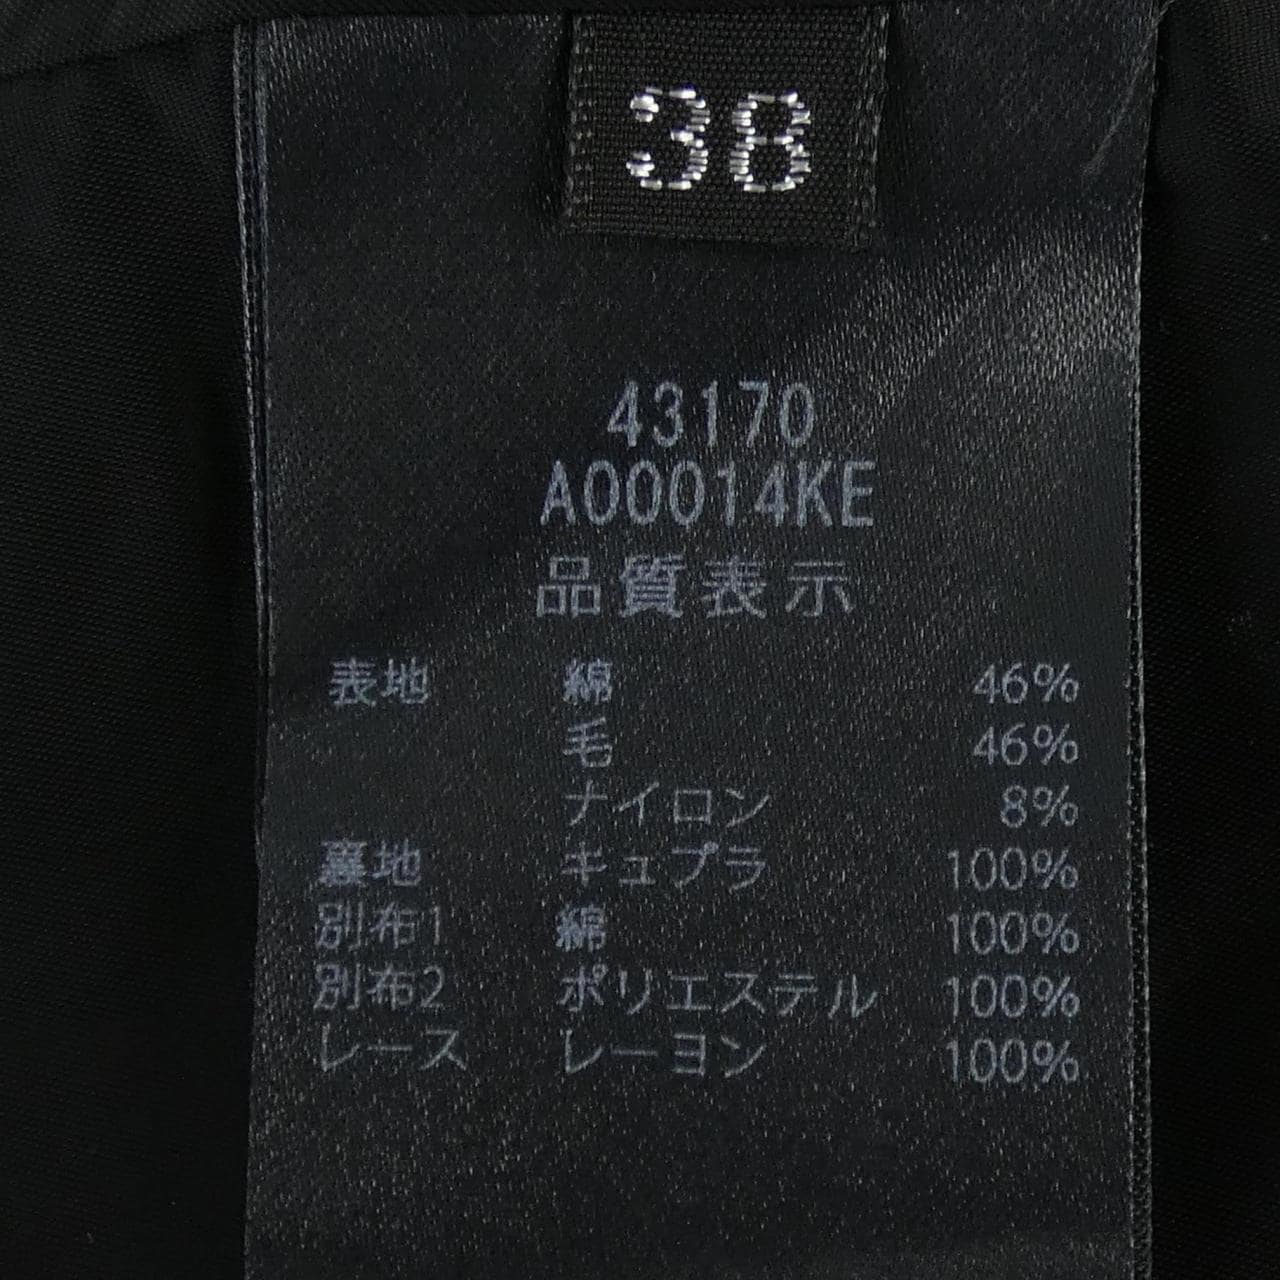 38
43170
A00014KE
品質表示
表地 綿 46%
毛 46%
ナイロン 8%
裏地 キュプラ 100%
別布1 綿 100%
別布2 ポリエステル 100%
レース レーヨン 100%